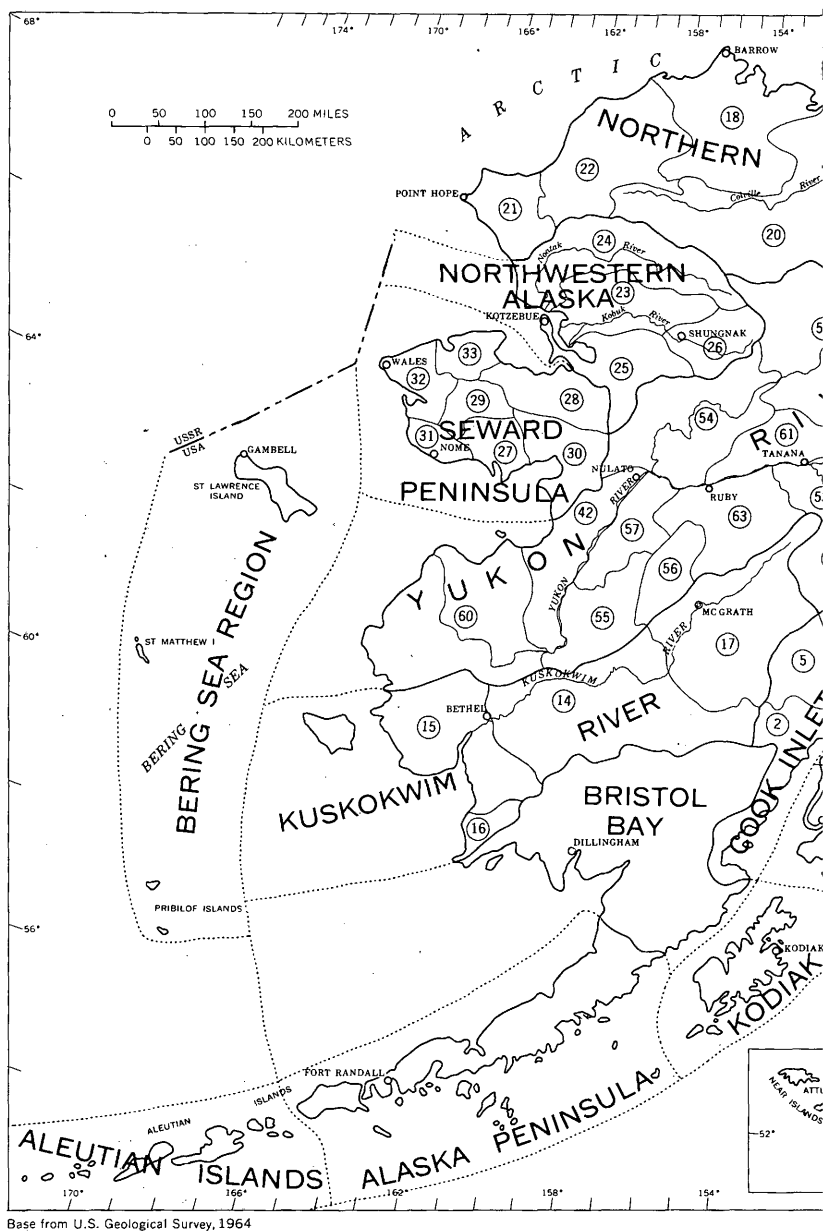 68°
174°
170°
166°
162°
158°
154°
BARROW
ARCTIC
0 50 100 150 200 MILES
0 50 100 150 200 KILOMETERS
18
NORTHERN
22
POINT HOPE
21
Colville River
20
24
Noatak River
NORTHWESTERN
ALASKA
23
KOTZEBUE
Kobuk River
SHUNGNAK
26
64°
33
WALES
32
25
29
28
54
USSR
USA
31
SEWARD
61
GAMBELL
NOME
27
30
TANANA
ST LAWRENCE
ISLAND
NULATO
RUBY
PENINSULA
42
RIVER
63
57
YUKON
56
YUKON
60
55
MCGRATH
60°
ST MATTHEW I
RIVER
17
5
BERING SEA REGION
BERING SEA
KUSKOKWIM
14
BETHEL
15
RIVER
2
COOK INLET
KUSKOKWIM
BRISTOL
BAY
16
DILLINGHAM
PRIBILOF ISLANDS
56°
KODIAK
KODIAK
FORT RANDALL
ATTU
NEAR ISLANDS
ALEUTIAN ISLANDS
52°
ALEUTIAN ISLANDS
ALASKA PENINSULA
170°
166°
162°
158°
154°
Base from U.S. Geological Survey, 1964